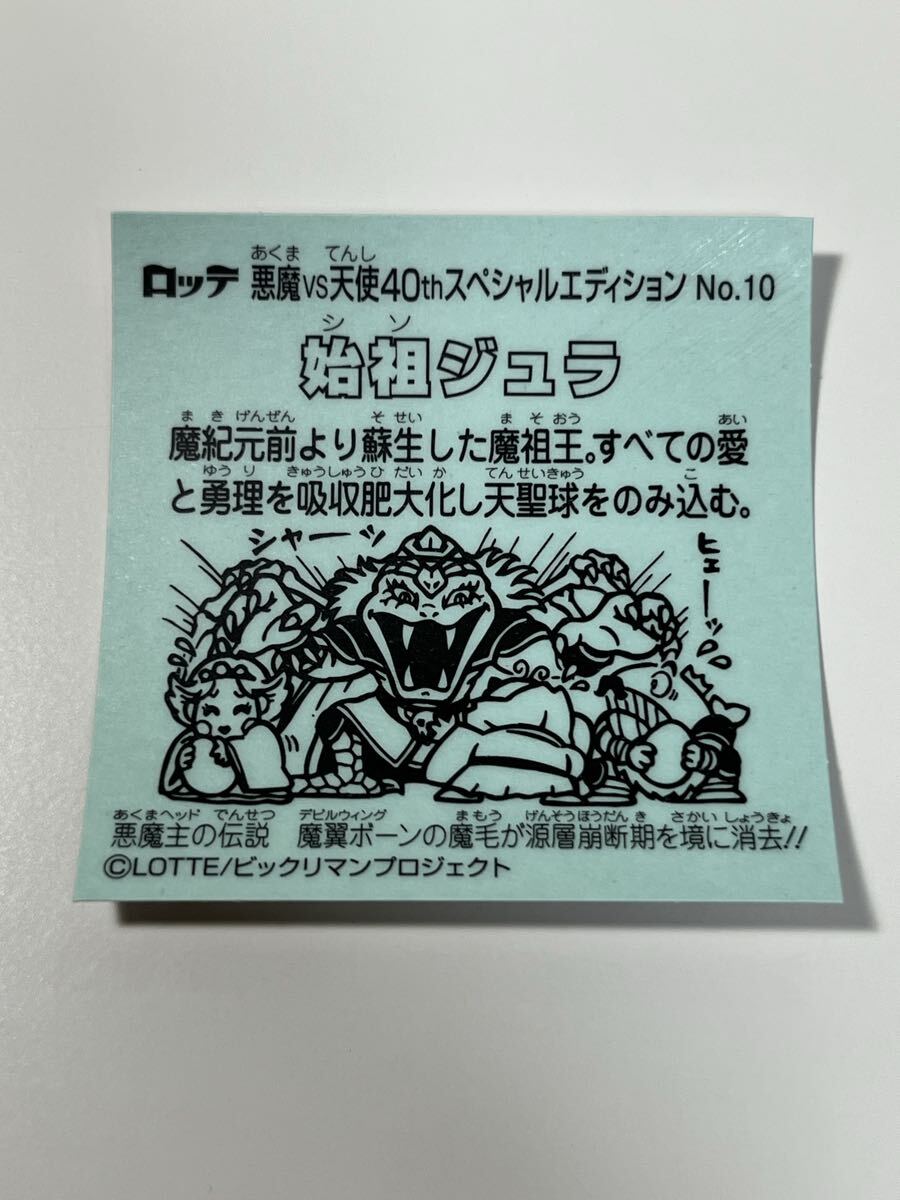 あくま てんし
ロッテ 悪魔VS天使40thスペシャルエディション No.10
シ ソ
始祖ジュラ
ま き げんぜん そ せい ま そ おう あい
魔紀元前より蘇生した魔祖王。すべての愛
ゆう り きゅうしゅう ひ だい か てん せいきゅう こ
と勇理を吸収肥大化し天聖球をのみ込む。
シャーッ
ヒェーッ
あくまヘッド でんせつ デビルウィング まもう げんそうほうだん き さかい しょうきょ
悪魔主の伝説 魔翼ボーンの魔毛が源層崩断期を境に消去!!
©LOTTE/ビックリマンプロジェクト